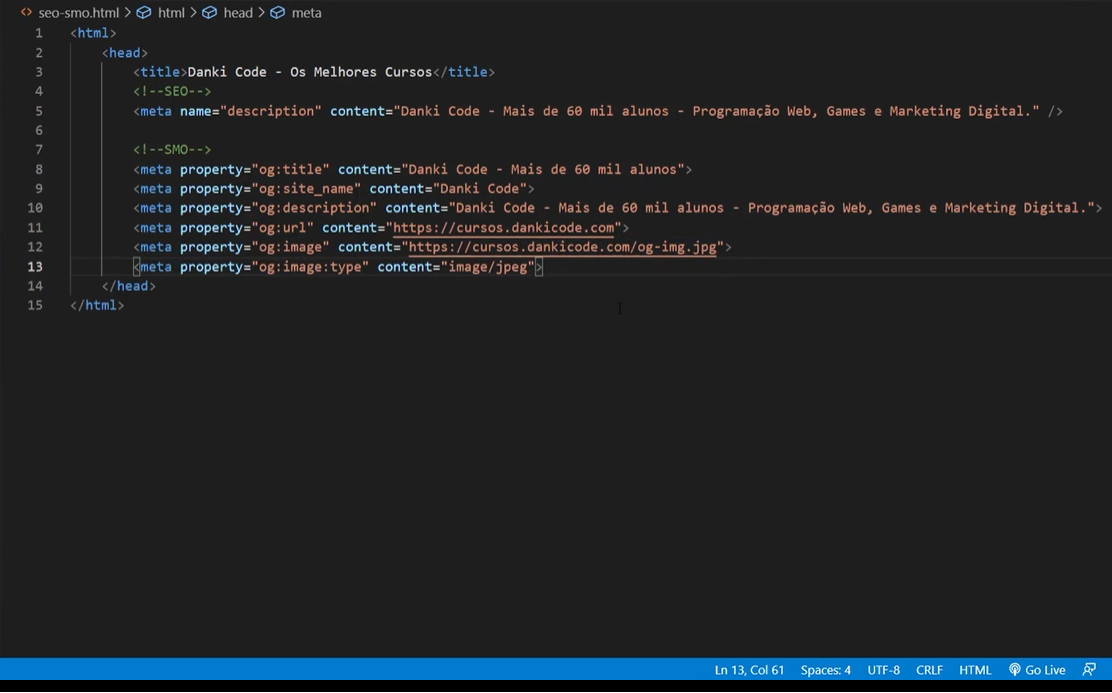 seo-smo.html > html > head > meta
1 <html>
2 <head>
3 <title>Danki Code - Os Melhores Cursos</title>
4 <!--SEO-->
5 <meta name="description" content="Danki Code - Mais de 60 mil alunos - Programação Web, Games e Marketing Digital." />
6
7 <!--SMO-->
8 <meta property="og:title" content="Danki Code - Mais de 60 mil alunos">
9 <meta property="og:site_name" content="Danki Code">
10 <meta property="og:description" content="Danki Code - Mais de 60 mil alunos - Programação Web, Games e Marketing Digital.">
11 <meta property="og:url" content="https://cursos.dankicode.com">
12 <meta property="og:image" content="https://cursos.dankicode.com/og-img.jpg">
13 <meta property="og:image:type" content="image/jpeg">
14 </head>
15 </html>
Ln 13, Col 61 Spaces: 4 UTF-8 CRLF HTML Go Live